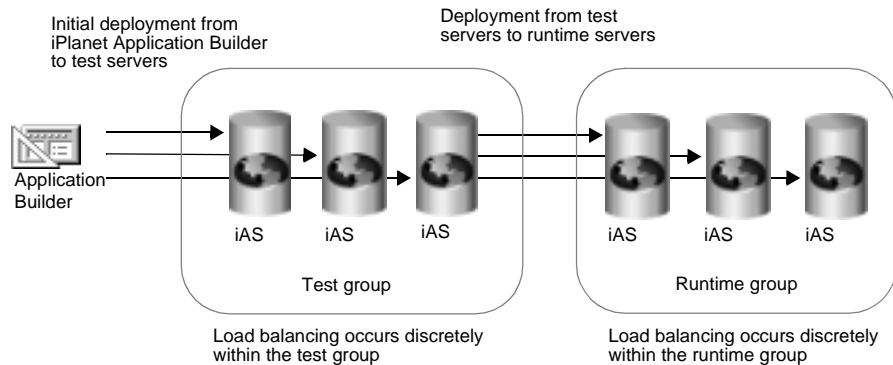 Initial deployment from
iPlanet Application Builder
to test servers
Deployment from test
servers to runtime servers
Application
Builder
iAS
iAS
iAS
iAS
iAS
iAS
Test group
Runtime group
Load balancing occurs discretely
within the test group
Load balancing occurs discretely
within the runtime group